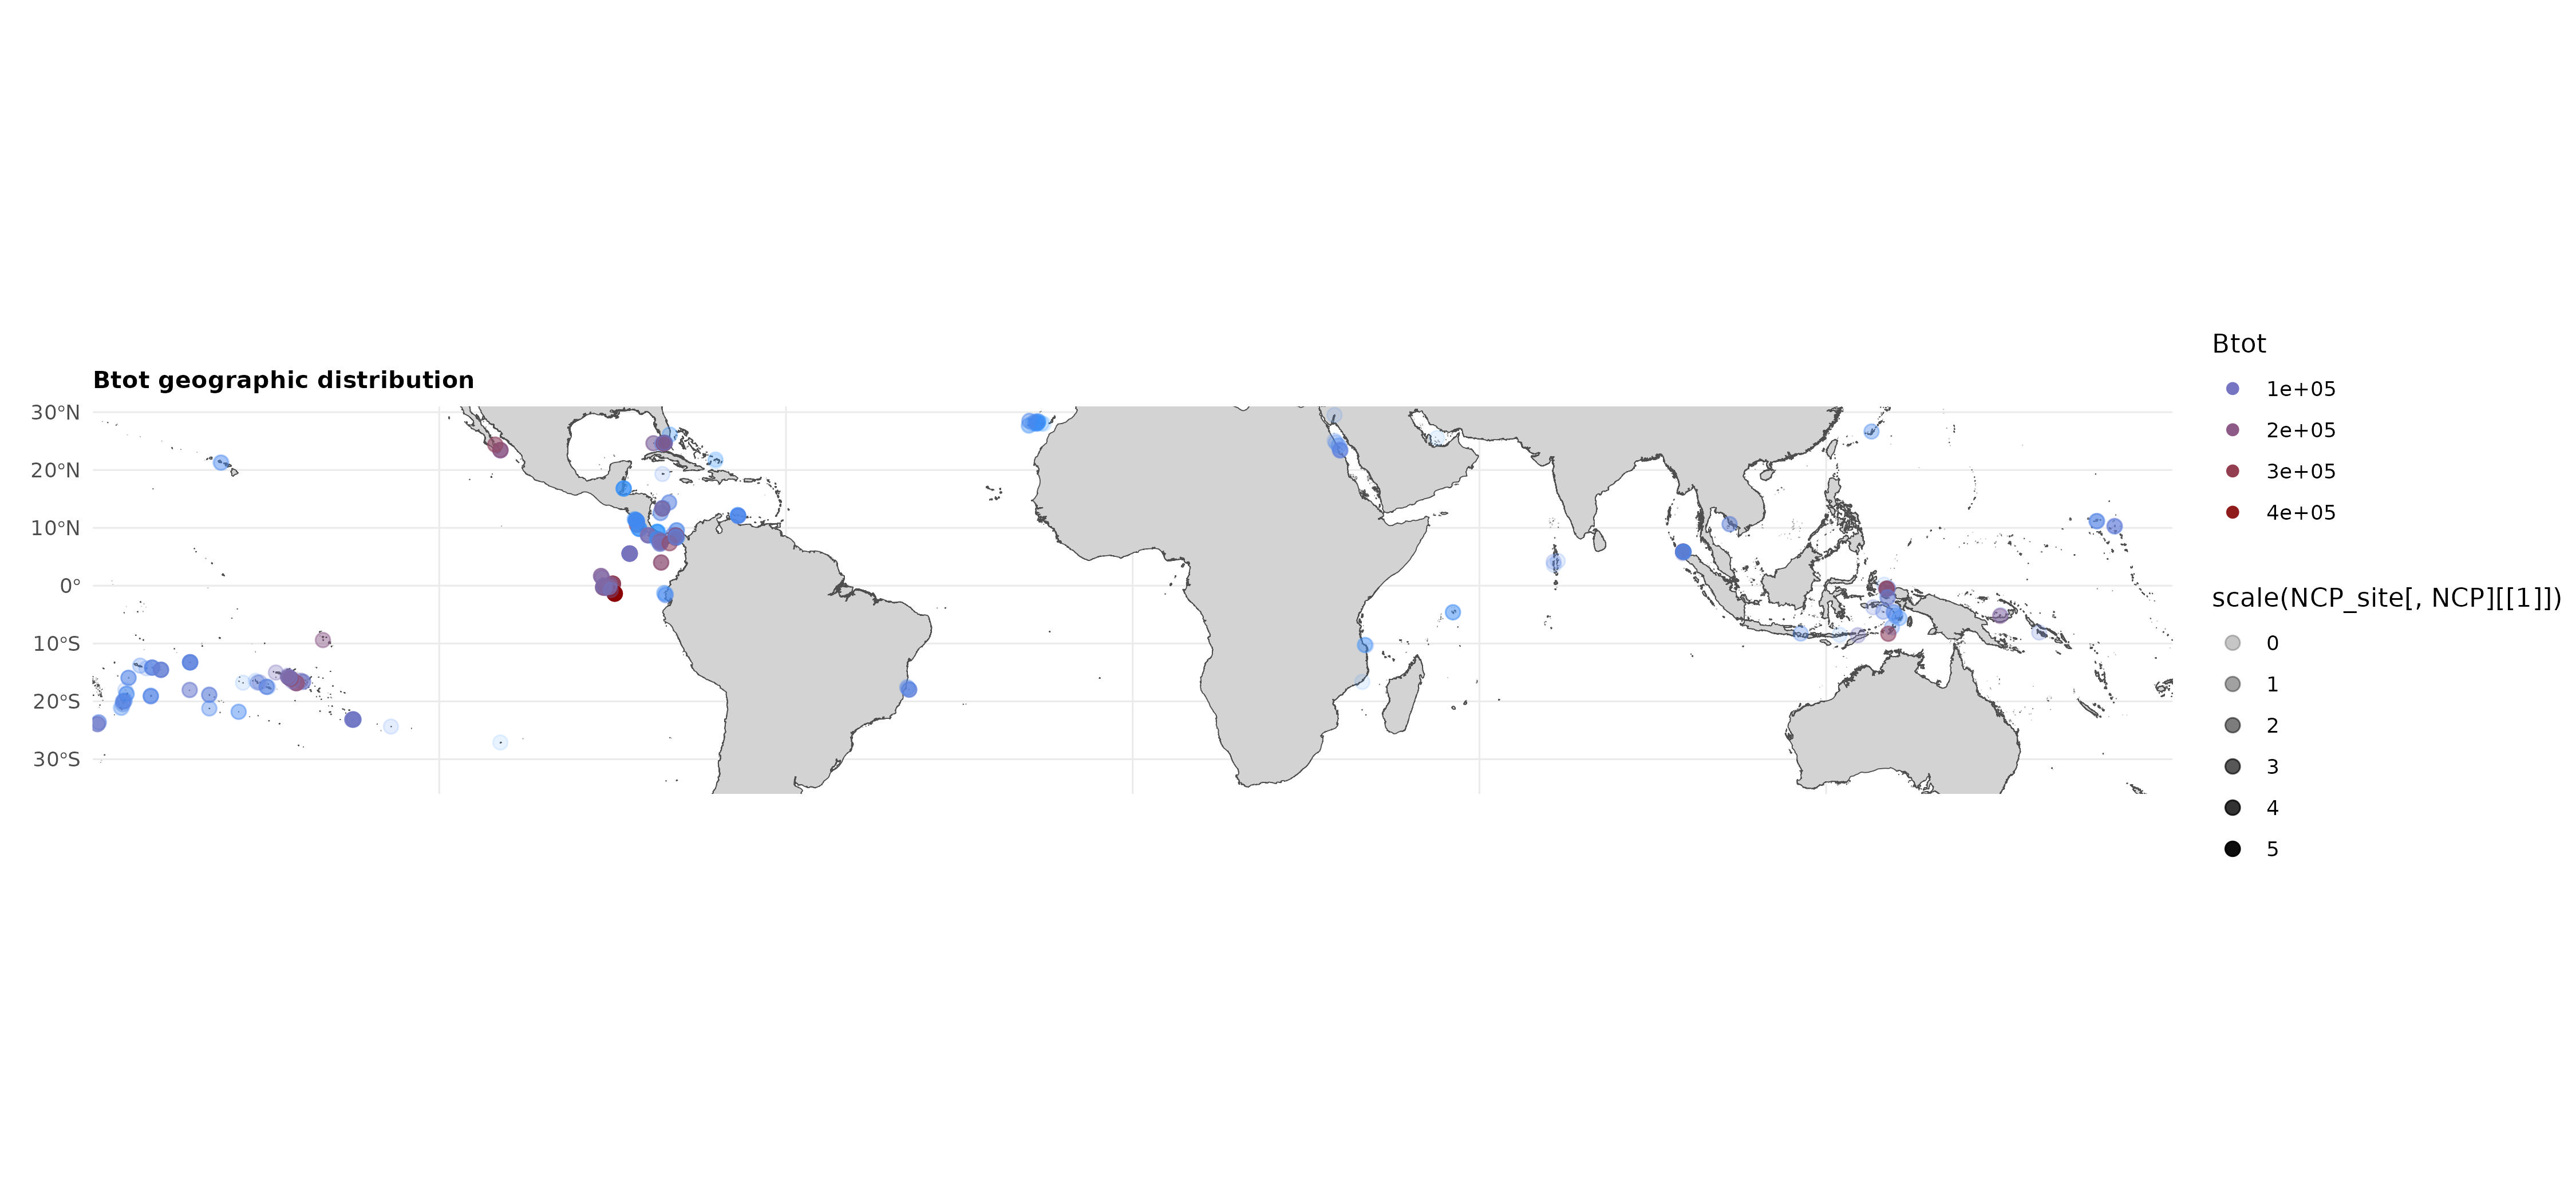 Btot geographic distribution
30°N
20°N
10°N
0°
10°S
20°S
30°S
Btot
1e+05
2e+05
3e+05
4e+05
scale(NCP_site[, NCP][[1]])
0
1
2
3
4
5